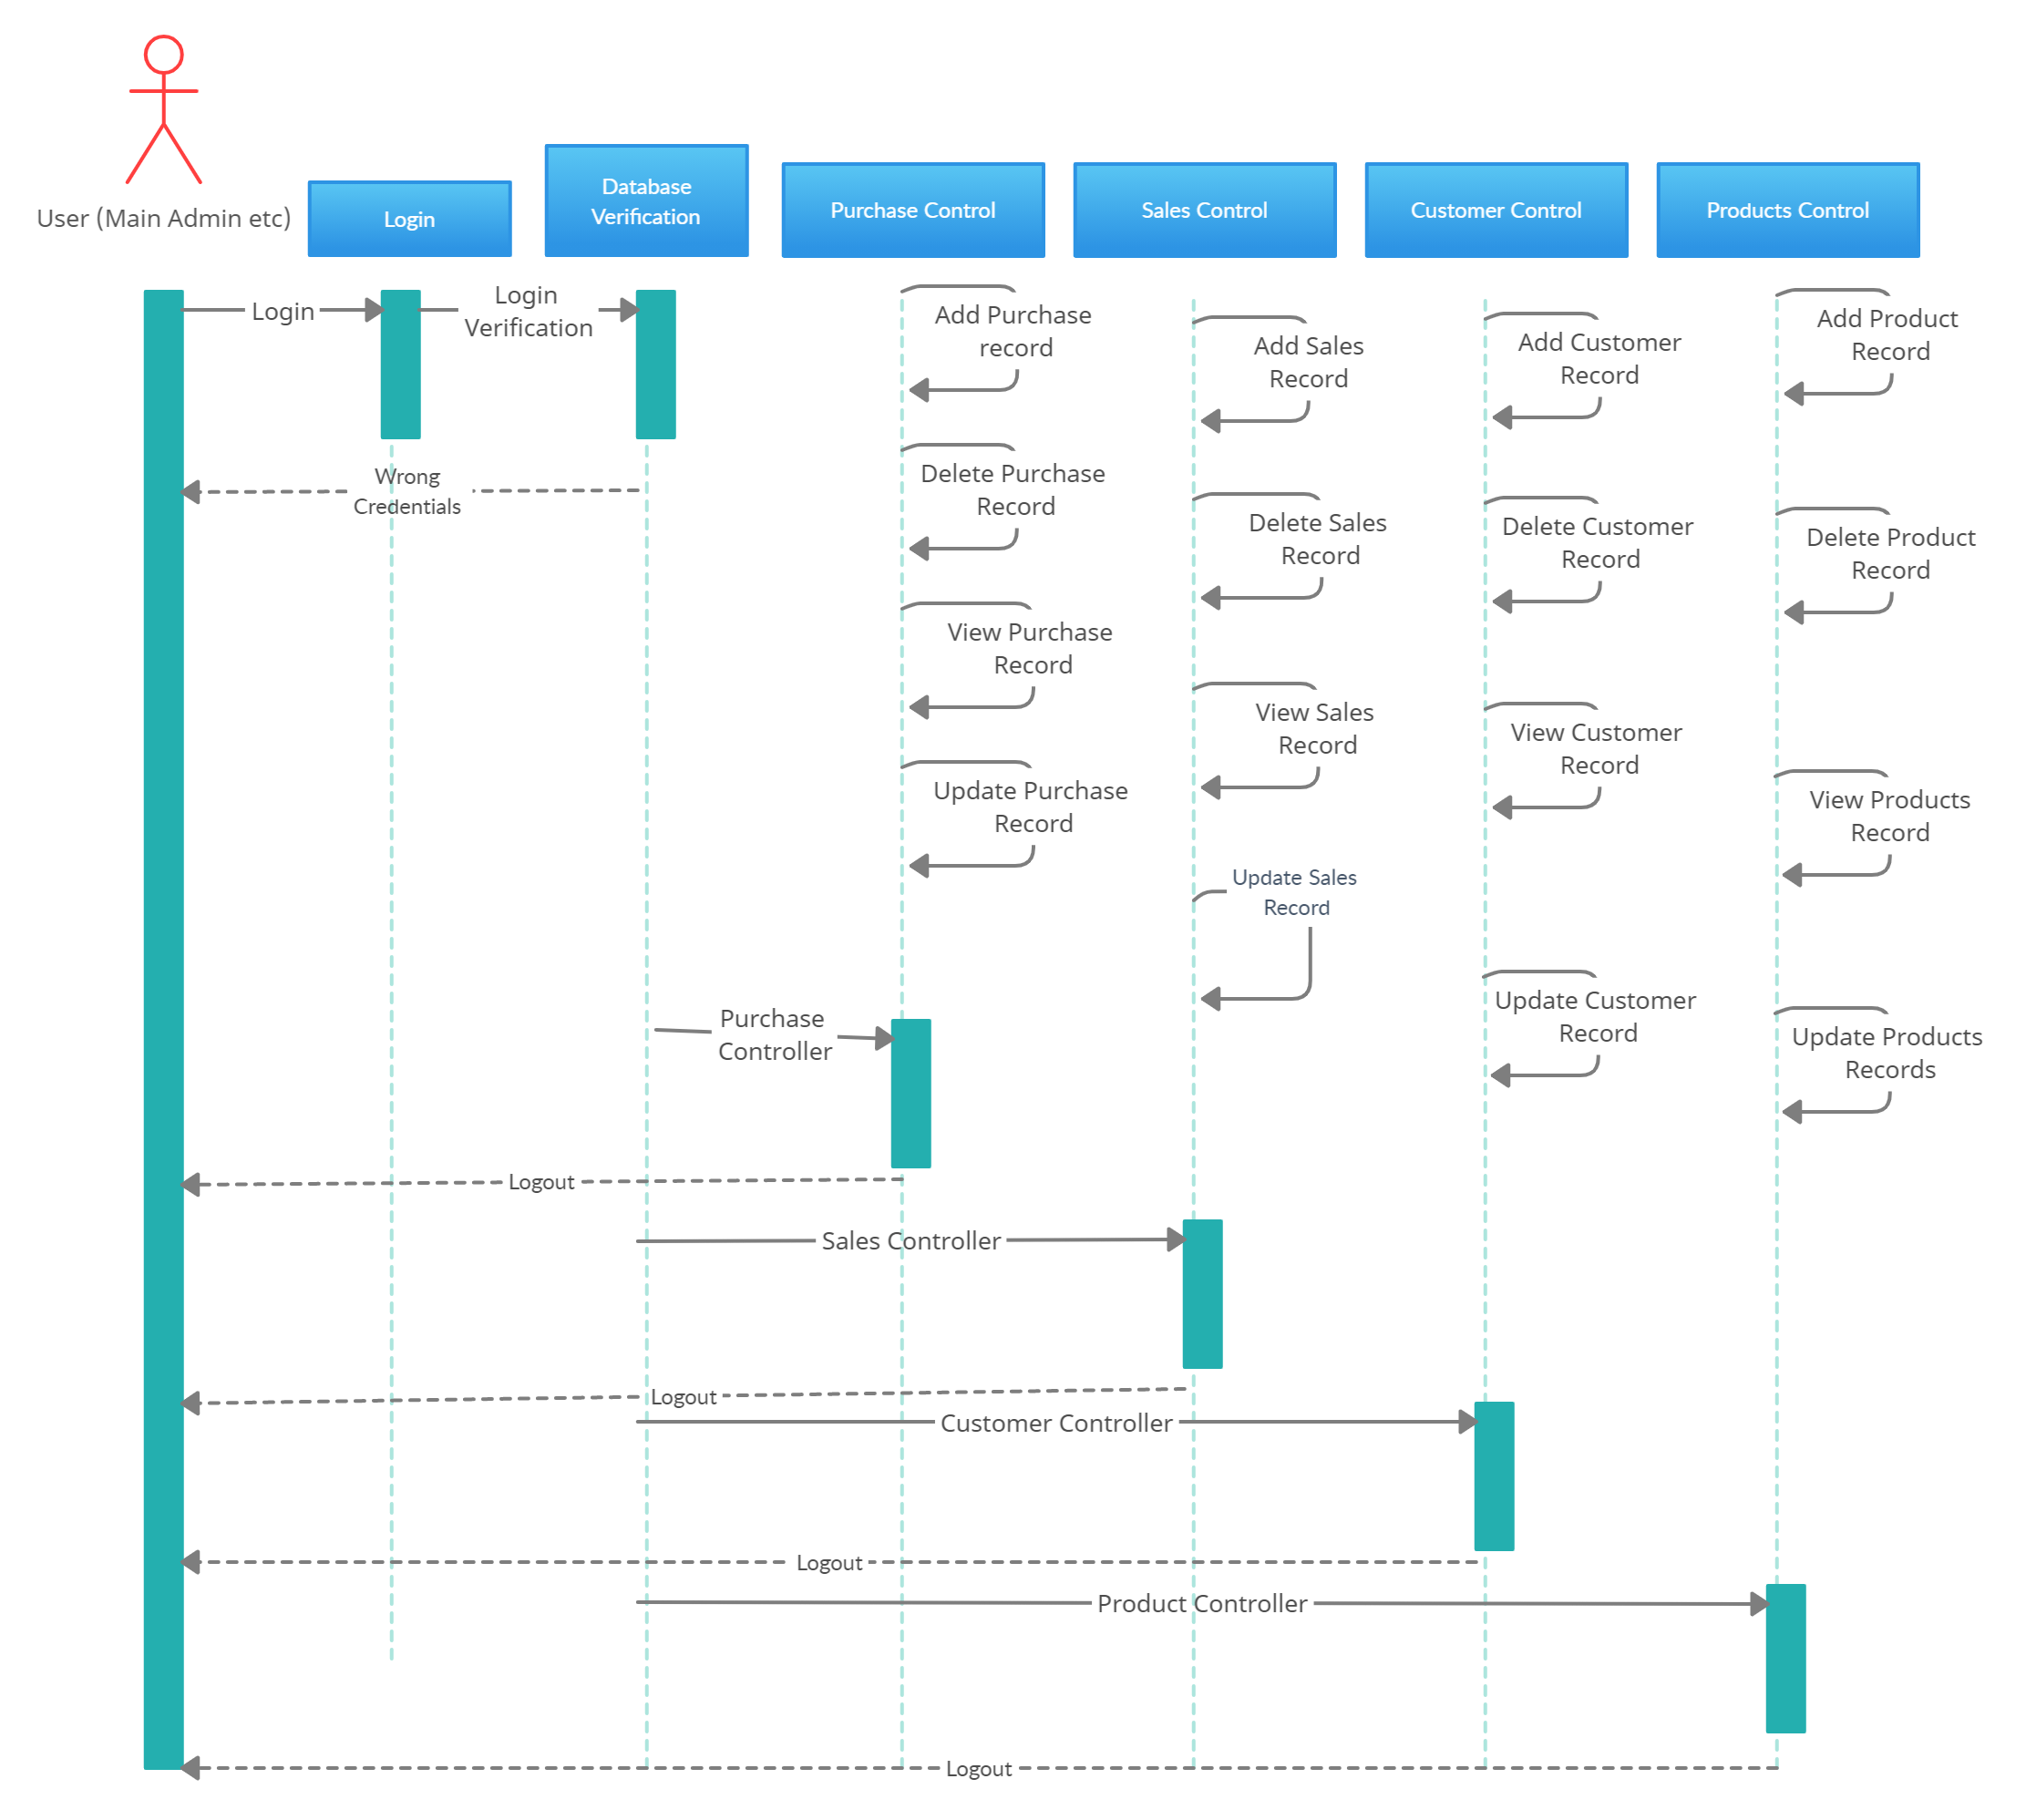 User (Main Admin etc)
Login
Database
Verification
Purchase Control
Sales Control
Customer Control
Products Control
Login
Login
Verification
Wrong
Credentials
Add Purchase
record
Delete Purchase
Record
View Purchase
Record
Update Purchase
Record
Add Sales
Record
Delete Sales
Record
View Sales
Record
Update Sales
Record
Add Customer
Record
Delete Customer
Record
View Customer
Record
Update Customer
Record
Add Product
Record
Delete Product
Record
View Products
Record
Update Products
Records
Purchase
Controller
Logout
Sales Controller
Logout
Customer Controller
Logout
Product Controller
Logout